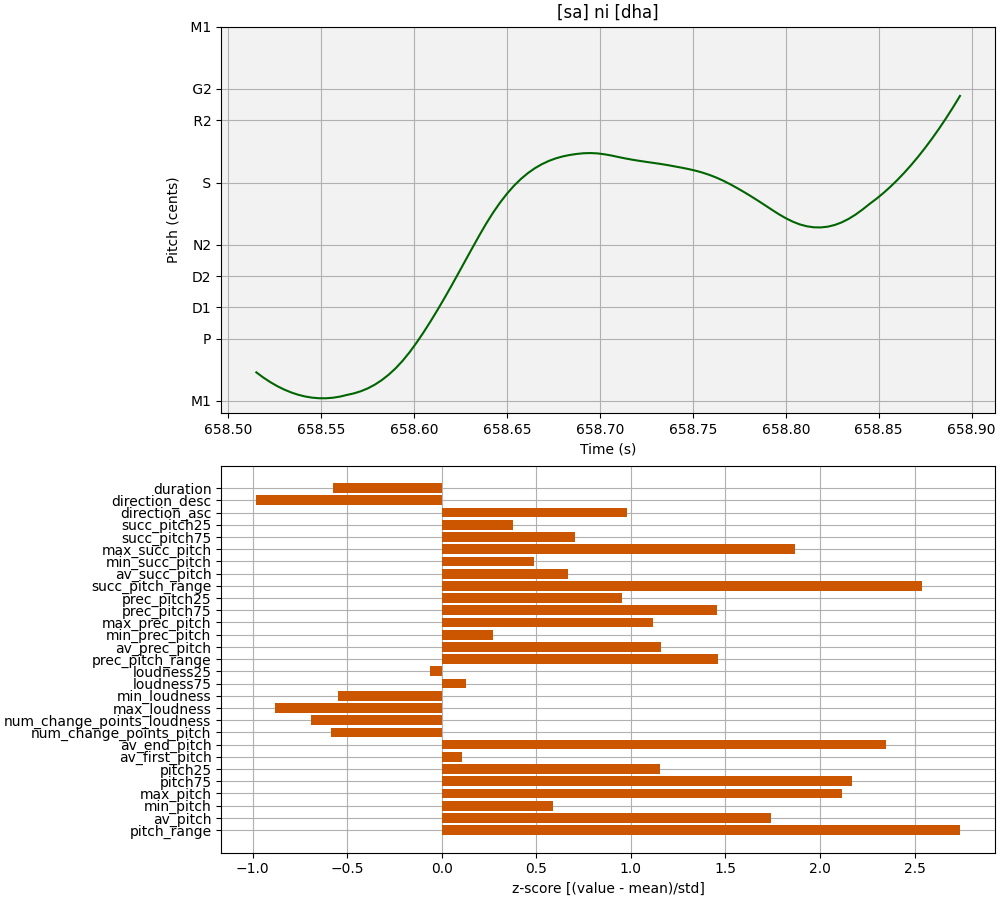 [sa] ni [dha]
M1
G2
R2
S
N2
D2
D1
P
M1
Pitch (cents)
658.50 658.55 658.60 658.65 658.70 658.75 658.80 658.85 658.90
Time (s)
duration
direction_desc
direction_asc
succ_pitch25
succ_pitch75
max_succ_pitch
min_succ_pitch
av_succ_pitch
succ_pitch_range
prec_pitch25
prec_pitch75
max_prec_pitch
min_prec_pitch
av_prec_pitch
prec_pitch_range
loudness25
loudness75
min_loudness
max_loudness
num_change_points_loudness
num_change_points_pitch
av_end_pitch
av_first_pitch
pitch25
pitch75
max_pitch
min_pitch
av_pitch
pitch_range
−1.0 −0.5 0.0 0.5 1.0 1.5 2.0 2.5
z-score [(value - mean)/std]